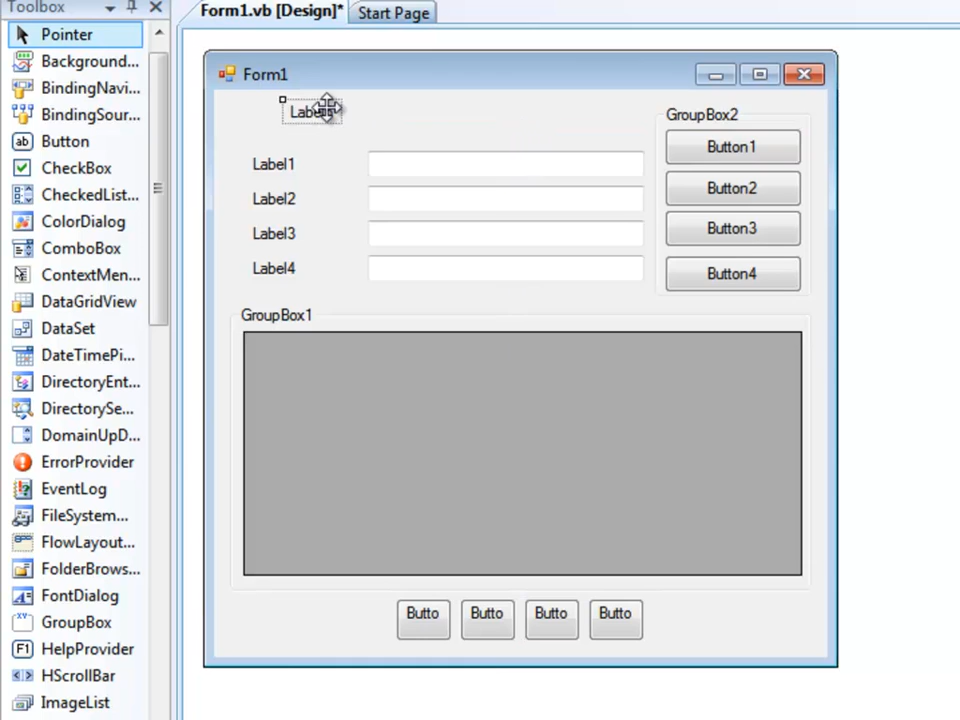 Toolbox
Form1.vb [Design]*
Start Page
Pointer
Background...
BindingNavi...
BindingSour...
Button
CheckBox
CheckedList...
ColorDialog
ComboBox
ContextMen...
DataGridView
DataSet
DateTimePi...
DirectoryEnt...
DirectorySe...
DomainUpD...
ErrorProvider
EventLog
FileSystem...
FlowLayout...
FolderBrows...
FontDialog
GroupBox
HelpProvider
HScrollBar
ImageList
Form1
Label1
Label2
Label3
Label4
GroupBox2
Button1
Button2
Button3
Button4
GroupBox1
Butto
Butto
Butto
Butto